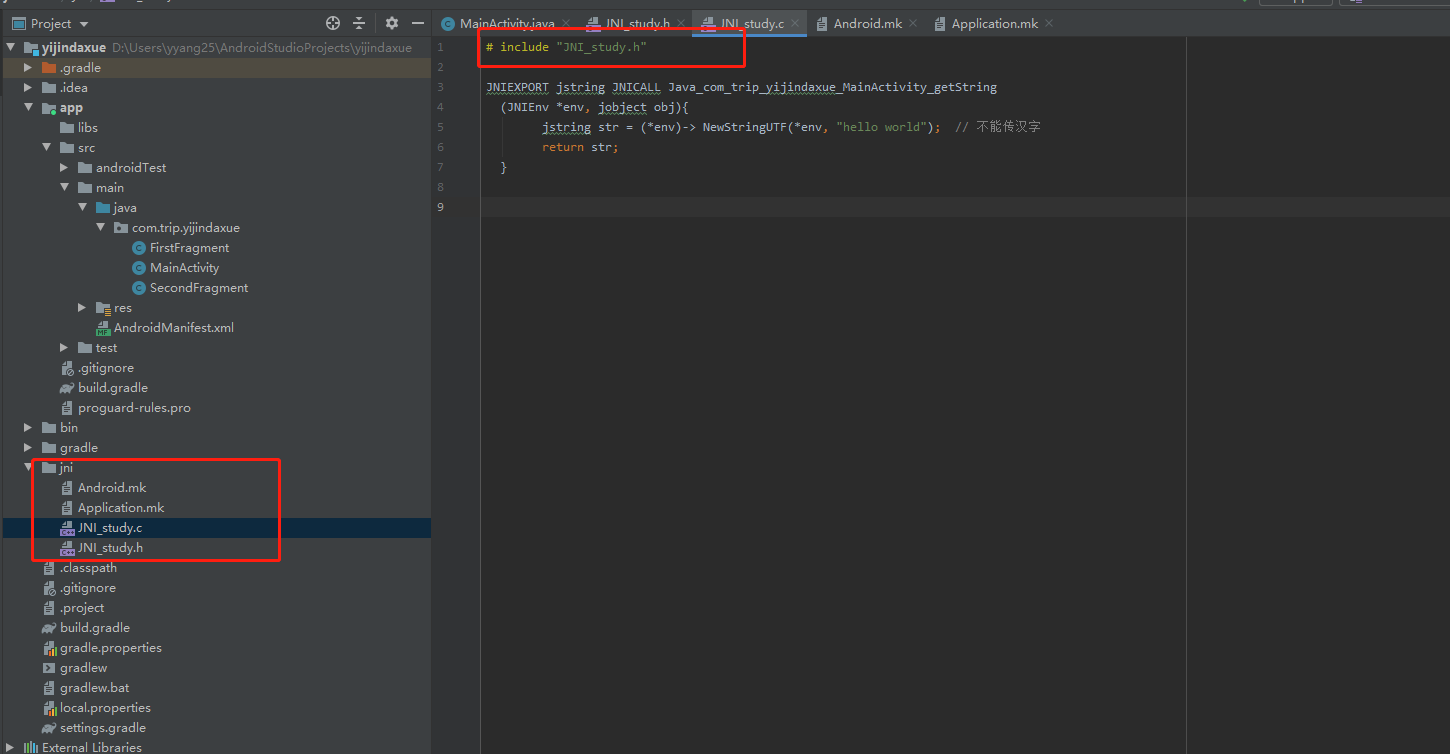 Project
yijindaxue D:\Users\yyang25\AndroidStudioProjects\yijindaxue
.gradle
.idea
app
libs
src
androidTest
main
java
com.trip.yijindaxue
FirstFragment
MainActivity
SecondFragment
res
AndroidManifest.xml
test
.gitignore
build.gradle
proguard-rules.pro
bin
gradle
jni
Android.mk
Application.mk
JNI_study.c
JNI_study.h
.classpath
.gitignore
.project
build.gradle
gradle.properties
gradlew
gradlew.bat
local.properties
settings.gradle
External Libraries
MainActivity.java JNI_study.h JNI_study.c Android.mk Application.mk
1 # include "JNI_study.h"
2
3 JNIEXPORT jstring JNICALL Java_com_trip_yijindaxue_MainActivity_getString
4 (JNIEnv *env, jobject obj){
5 jstring str = (*env)-> NewStringUTF(*env, "hello world"); // 不能传汉字
6 return str;
7 }
8
9